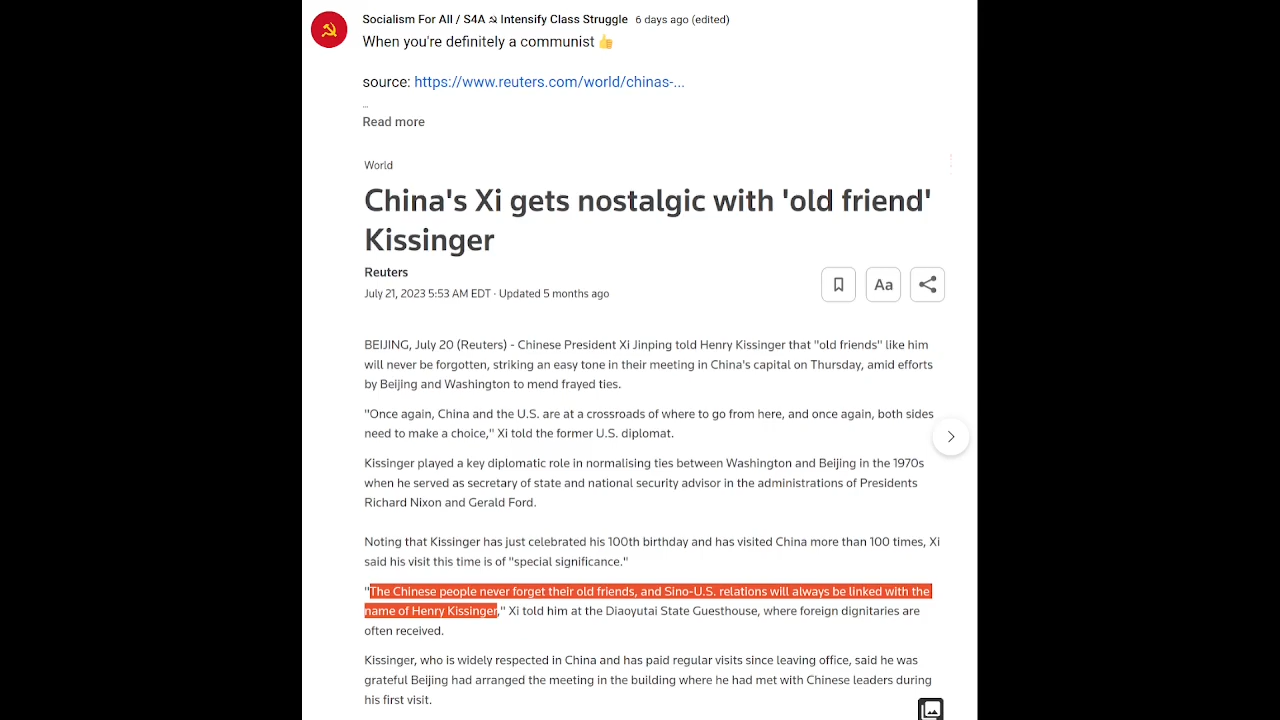 Socialism For All / S4A ☭ Intensify Class Struggle 6 days ago (edited)
When you're definitely a communist 👍
source: https://www.reuters.com/world/chinas-...
...
Read more
World
China's Xi gets nostalgic with 'old friend'
Kissinger
Reuters
July 21, 2023 5:53 AM EDT · Updated 5 months ago
Aa
BEIJING, July 20 (Reuters) - Chinese President Xi Jinping told Henry Kissinger that "old friends" like him
will never be forgotten, striking an easy tone in their meeting in China's capital on Thursday, amid efforts
by Beijing and Washington to mend frayed ties.
"Once again, China and the U.S. are at a crossroads of where to go from here, and once again, both sides
need to make a choice," Xi told the former U.S. diplomat.
Kissinger played a key diplomatic role in normalising ties between Washington and Beijing in the 1970s
when he served as secretary of state and national security advisor in the administrations of Presidents
Richard Nixon and Gerald Ford.
Noting that Kissinger has just celebrated his 100th birthday and has visited China more than 100 times, Xi
said his visit this time is of "special significance."
"The Chinese people never forget their old friends, and Sino-U.S. relations will always be linked with the
name of Henry Kissinger," Xi told him at the Diaoyutai State Guesthouse, where foreign dignitaries are
often received.
Kissinger, who is widely respected in China and has paid regular visits since leaving office, said he was
grateful Beijing had arranged the meeting in the building where he had met with Chinese leaders during
his first visit.